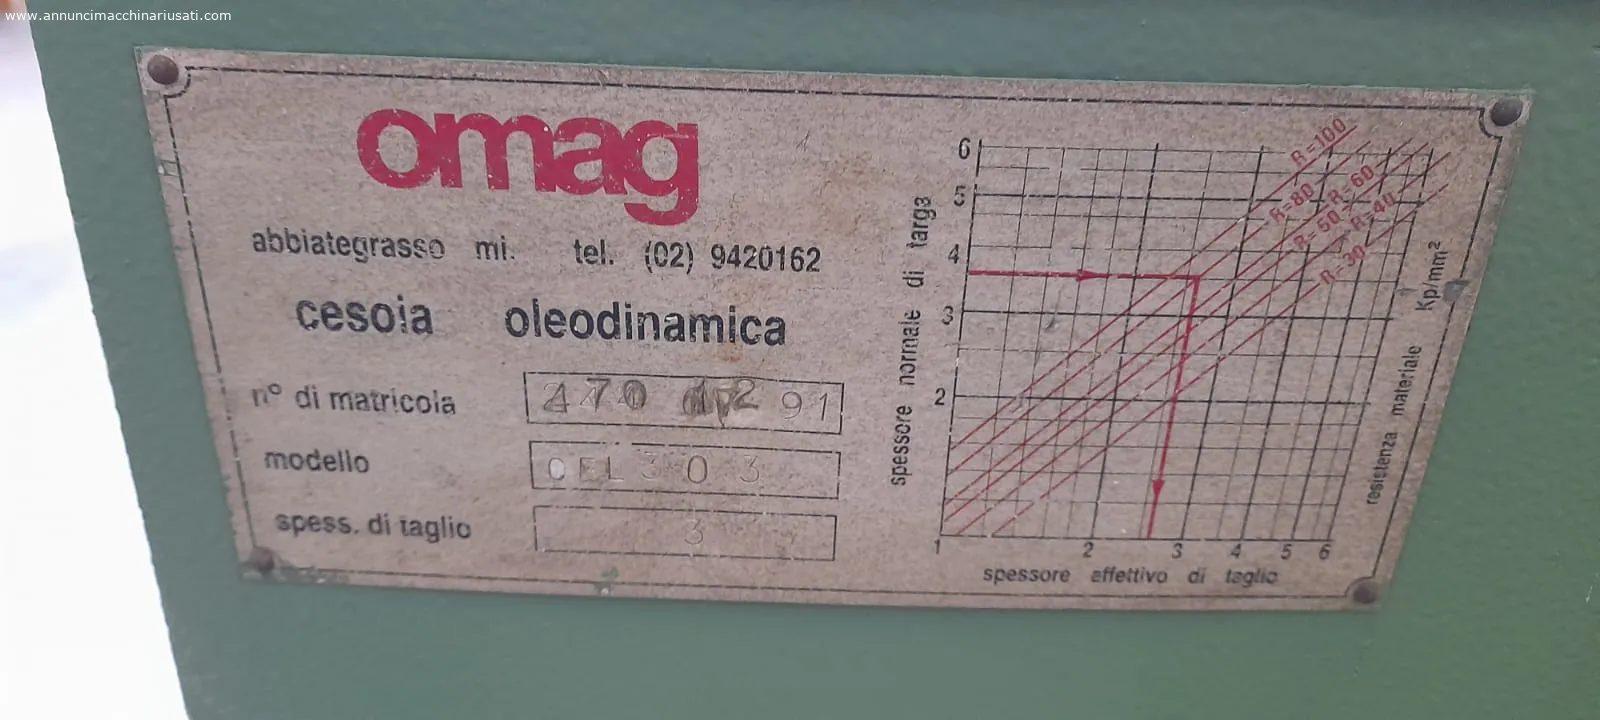 www.annuncimacchinariusati.com
omag
abbiategrasso mi. tel. (02) 9420162
cesoia oleodinamica
n° di matricola 91
modello CEL 303
spess. di taglio 3
spessore normale di targa
6
5
4
3
2
1
R=100
R=80
R=60
R=50
R=40
R=30
resistenza materiale Kp/mm²
2 3 4 5 6
spessore effettivo di taglio